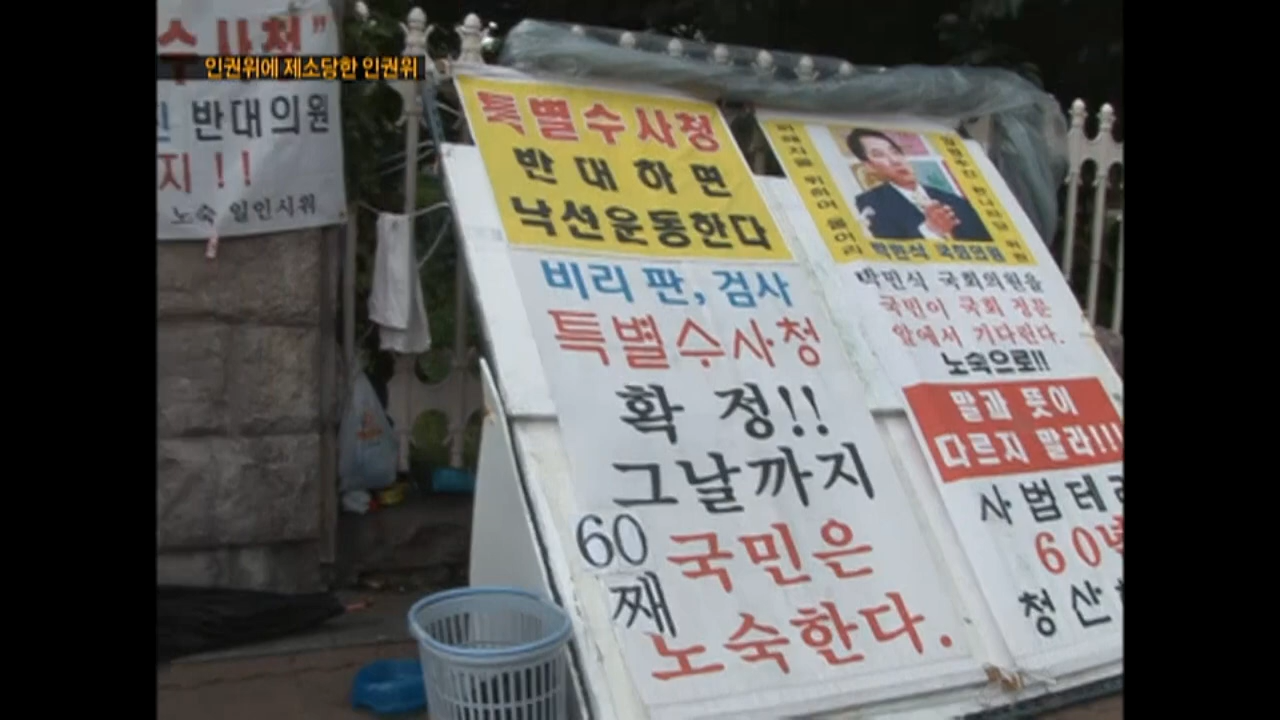 수사청"
인권위에 제소당한 인권위
반대의원
지!!
노숙 일인시위
특별수사청
반대하면
낙선운동한다
비리 판, 검사
특별수사청
확정!!
그날까지
60
째
국민은
노숙한다.
박민식 국회의원
박민식 국회의원을
국민이 국회 정문
앞에서 기다린다.
노숙으로!!
말과 뜻이
다르지 말라!!!
사법테러
60년
청산